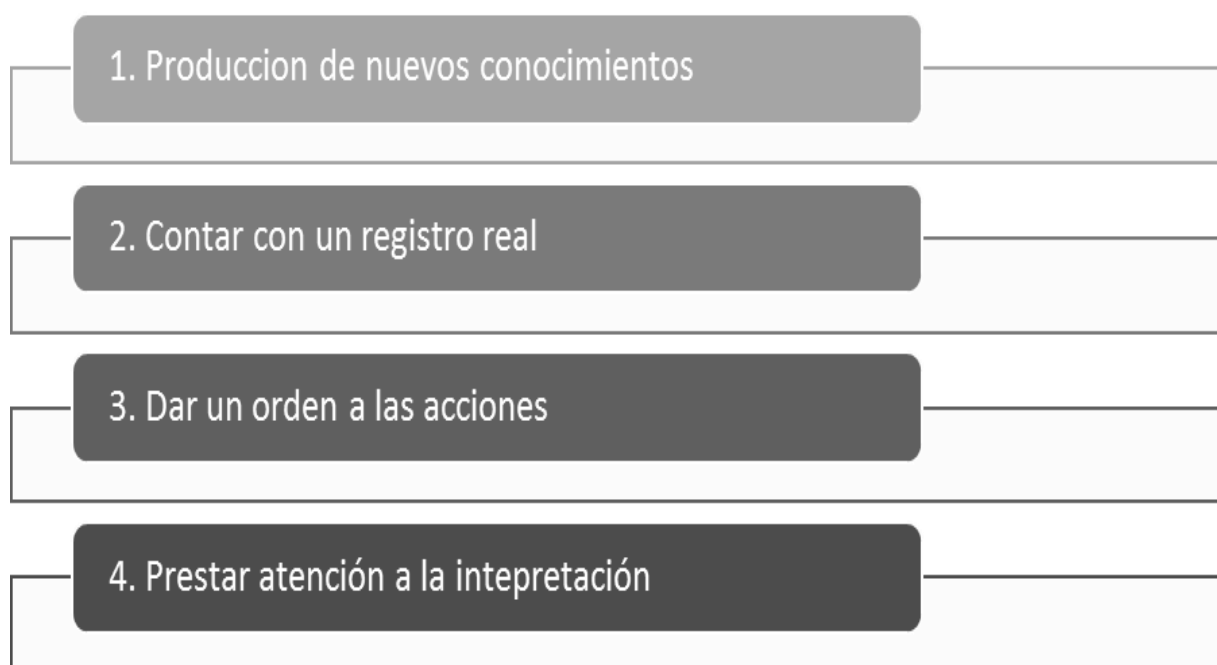 1. Produccion de nuevos conocimientos
2. Contar con un registro real
3. Dar un orden a las acciones
4. Prestar atención a la intepretación